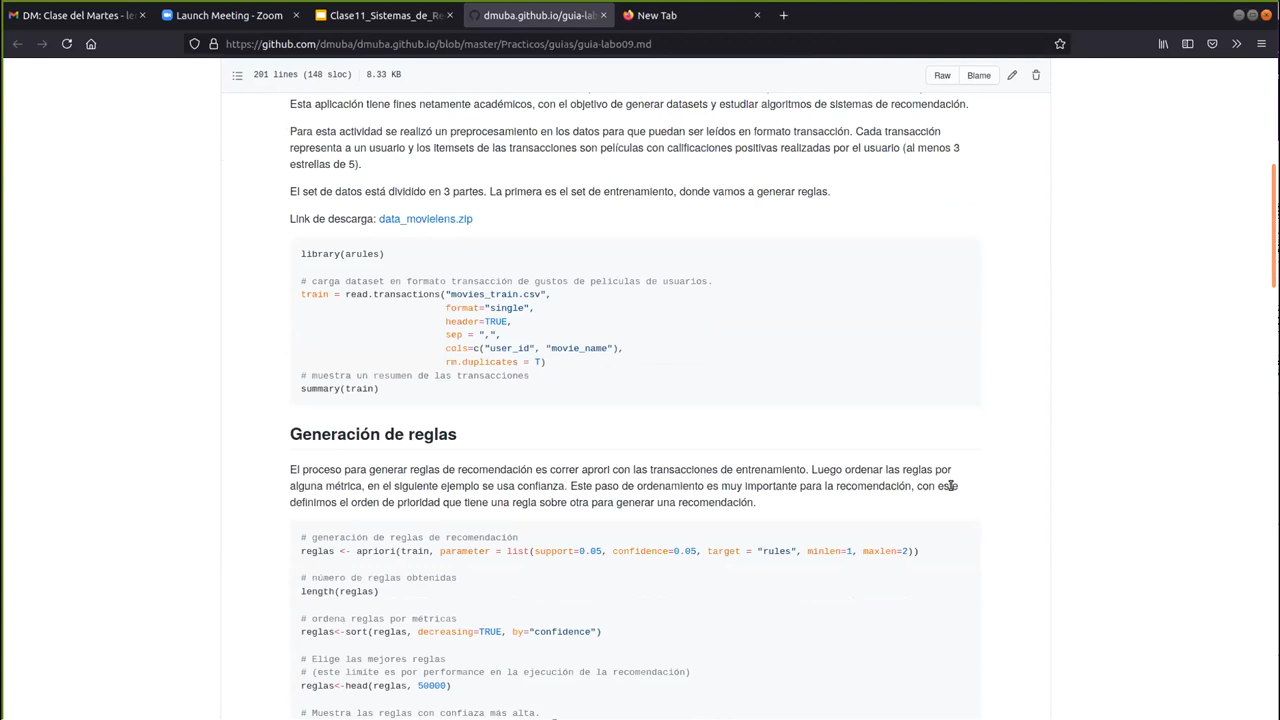 DM: Clase del Martes - le
Launch Meeting - Zoom
Clase11_Sistemas_de_Re
dmuba.github.io/guia-lab
New Tab
https://github.com/dmuba/dmuba.github.io/blob/master/Practicos/guias/guia-labo09.md
201 lines (148 sloc) 8.33 KB
Raw Blame
Esta aplicación tiene fines netamente académicos, con el objetivo de generar datasets y estudiar algoritmos de sistemas de recomendación.
Para esta actividad se realizó un preprocesamiento en los datos para que puedan ser leídos en formato transacción. Cada transacción
representa a un usuario y los itemsets de las transacciones son películas con calificaciones positivas realizadas por el usuario (al menos 3
estrellas de 5).
El set de datos está dividido en 3 partes. La primera es el set de entrenamiento, donde vamos a generar reglas.
Link de descarga: data_movielens.zip
library(arules)
# carga dataset en formato transacción de gustos de películas de usuarios.
train = read.transactions("movies_train.csv",
format="single",
header=TRUE,
sep = ",",
cols=c("user_id", "movie_name"),
rm.duplicates = T)
# muestra un resumen de las transacciones
summary(train)
Generación de reglas
El proceso para generar reglas de recomendación es correr aprori con las transacciones de entrenamiento. Luego ordenar las reglas por
alguna métrica, en el siguiente ejemplo se usa confianza. Este paso de ordenamiento es muy importante para la recomendación, con este
definimos el orden de prioridad que tiene una regla sobre otra para generar una recomendación.
# generación de reglas de recomendación
reglas <- apriori(train, parameter = list(support=0.05, confidence=0.05, target = "rules", minlen=1, maxlen=2))
# número de reglas obtenidas
length(reglas)
# ordena reglas por métricas
reglas<-sort(reglas, decreasing=TRUE, by="confidence")
# Elige las mejores reglas
# (este limite es por performance en la ejecución de la recomendación)
reglas<-head(reglas, 50000)
# Muestra las reglas con confiaza más alta.